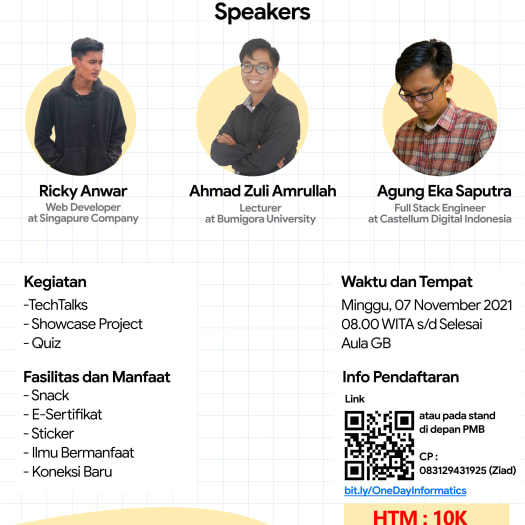 Speakers
Ricky Anwar
Web Developer
at Singapure Company
Ahmad Zuli Amrullah
Lecturer
at Bumigora University
Agung Eka Saputra
Full Stack Engineer
at Castellum Digital Indonesia
Kegiatan
-TechTalks
- Showcase Project
- Quiz
Fasilitas dan Manfaat
- Snack
- E-Sertifikat
- Sticker
- Ilmu Bermanfaat
- Koneksi Baru
Waktu dan Tempat
Minggu, 07 November 2021
08.00 WITA s/d Selesai
Aula GB
Info Pendaftaran
Link
atau pada stand
di depan PMB
CP :
083129431925 (Ziad)
bit.ly/OneDayInformatics
HTM : 10K